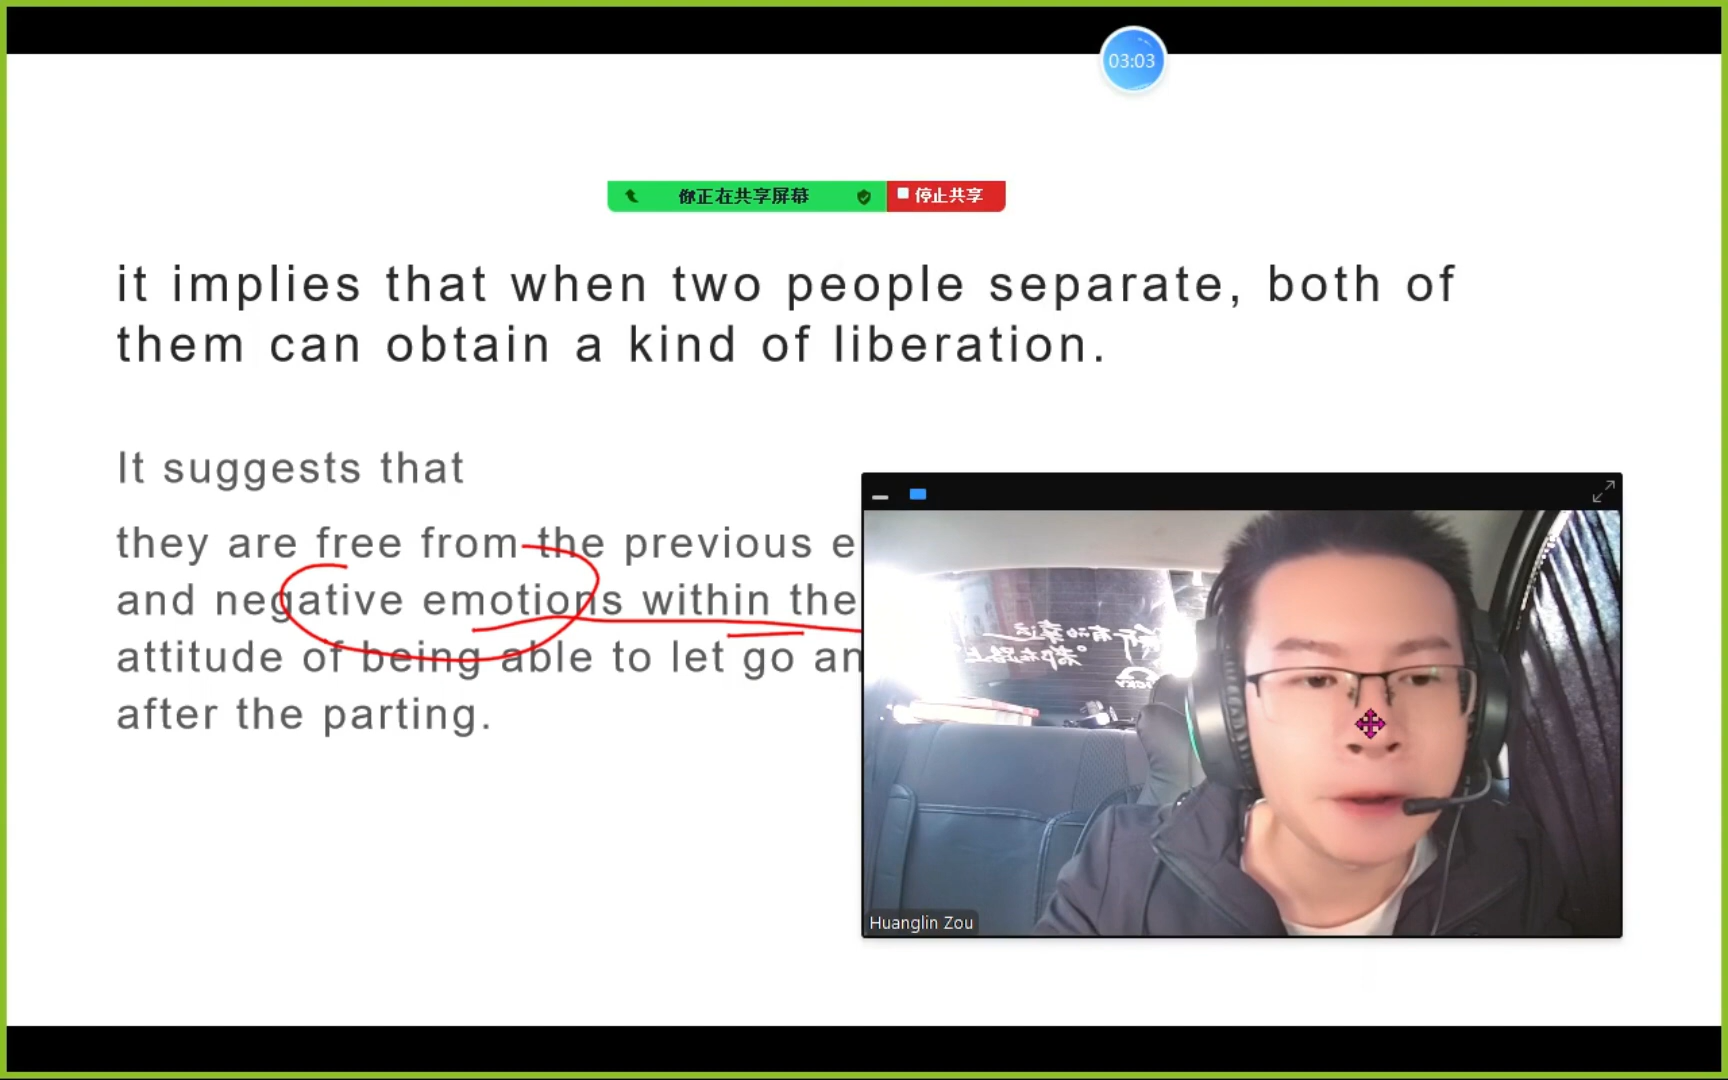 03:03
你正在共享屏幕 停止共享
it implies that when two people separate, both of
them can obtain a kind of liberation.
It suggests that
they are free from the previous e
and negative emotions within the
attitude of being able to let go an
after the parting.
Huanglin Zou